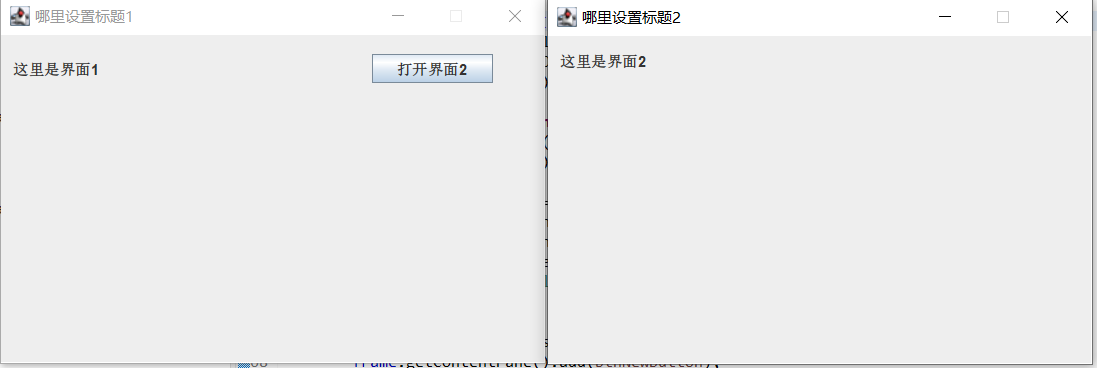 哪里设置标题1
哪里设置标题2
这里是界面1
打开界面2
这里是界面2
frame.getContentPane().add(btnNewButton);